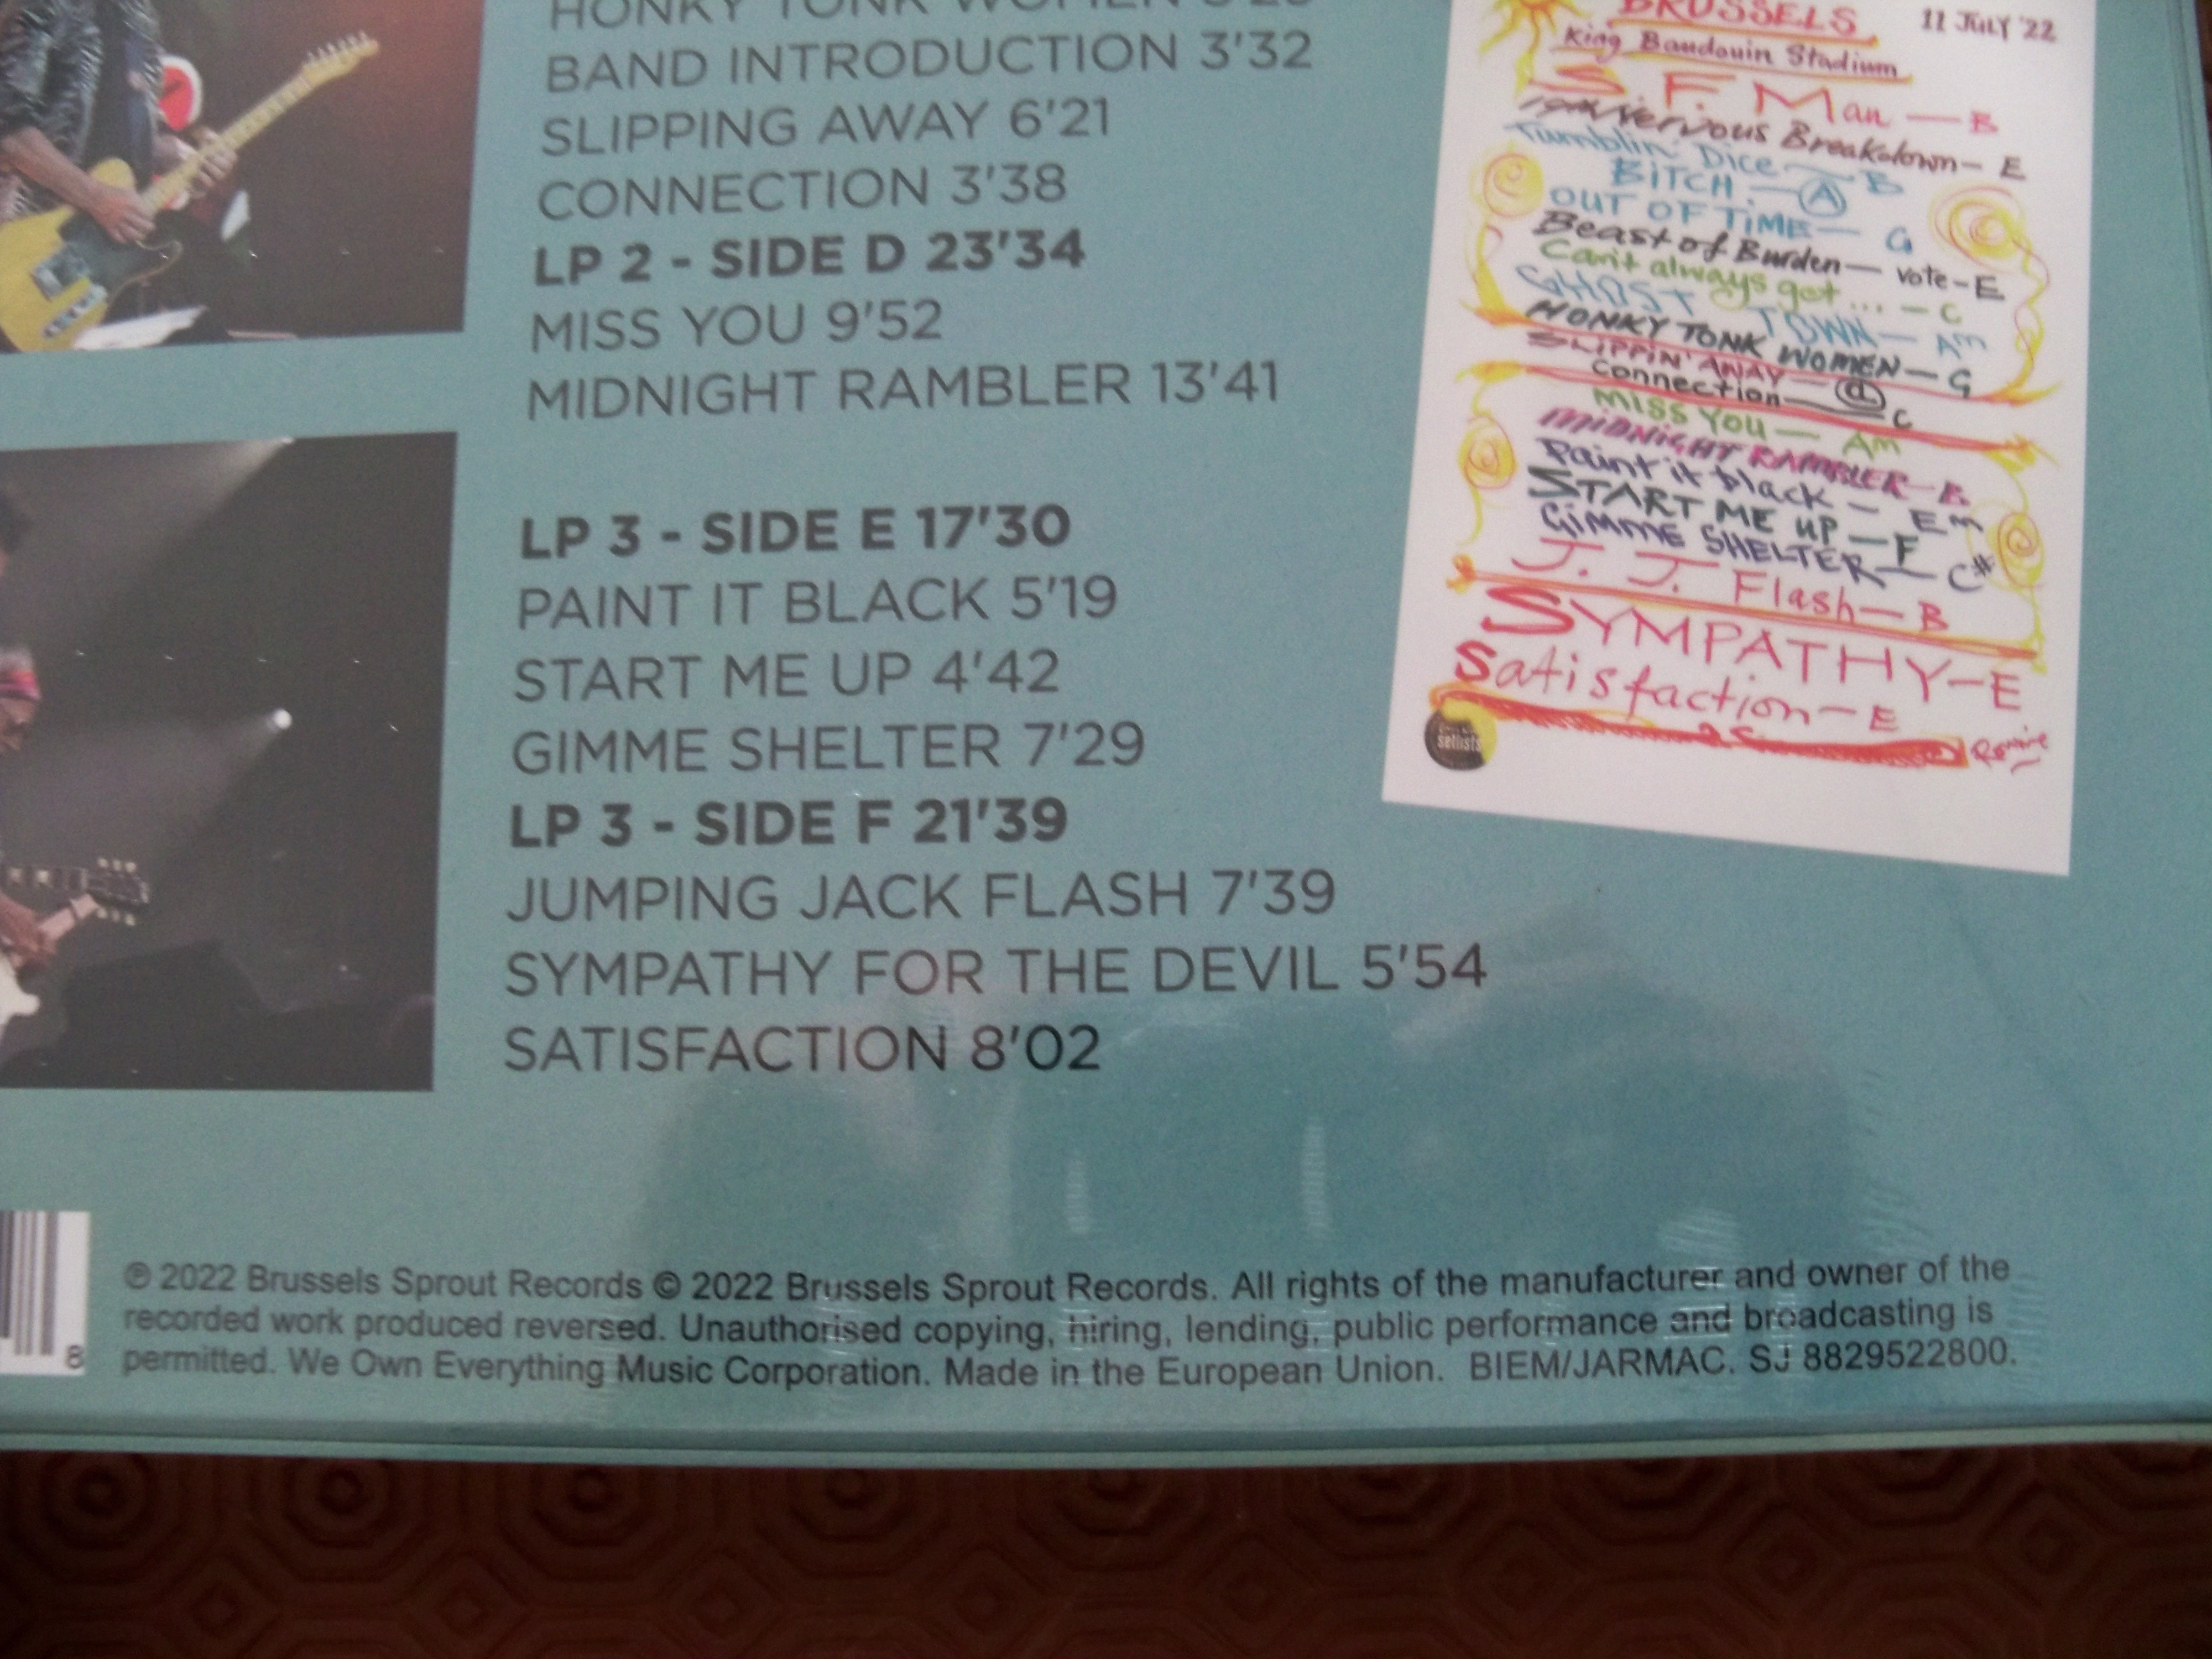 HONKY TONK WOMEN
BAND INTRODUCTION 3'32
SLIPPING AWAY 6'21
CONNECTION 3'38
LP 2 - SIDE D 23'34
MISS YOU 9'52
MIDNIGHT RAMBLER 13'41
LP 3 - SIDE E 17'30
PAINT IT BLACK 5'19
START ME UP 4'42
GIMME SHELTER 7'29
LP 3 - SIDE F 21'39
JUMPING JACK FLASH 7'39
SYMPATHY FOR THE DEVIL 5'54
SATISFACTION 8'02
BRUSSELS 11 JULY '22
King Baudouin Stadium
S. F. Man — B
19th Nervous Breakdown — E
Tumblin' Dice — B
BITCH — A
OUT OF TIME — G
Beast of Burden — vote — E
Can't always get ... — C
GHOST TOWN — Am
HONKY TONK WOMEN — G
SLIPPIN' AWAY — a
Connection — C
MISS YOU — Am
MIDNIGHT RAMBLER — B
Paint it black — Em
START ME UP — F
GIMME SHELTER — C#
J. J. Flash — B
SYMPATHY — E
Satisfaction — E
setlists
Ronnie
8
℗ 2022 Brussels Sprout Records © 2022 Brussels Sprout Records. All rights of the manufacturer and owner of the
recorded work produced reversed. Unauthorised copying, hiring, lending, public performance and broadcasting is
permitted. We Own Everything Music Corporation. Made in the European Union. BIEM/JARMAC. SJ 8829522800.